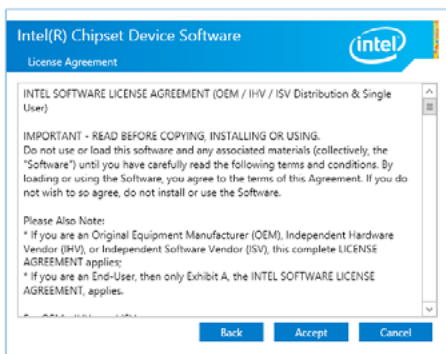 Intel(R) Chipset Device Software
intel
License Agreement
INTEL SOFTWARE LICENSE AGREEMENT (OEM / IHV / ISV Distribution & Single
User)
IMPORTANT - READ BEFORE COPYING, INSTALLING OR USING.
Do not use or load this software and any associated materials (collectively, the
"Software") until you have carefully read the following terms and conditions. By
loading or using the Software, you agree to the terms of this Agreement. If you do
not wish to so agree, do not install or use the Software.
Please Also Note:
* If you are an Original Equipment Manufacturer (OEM), Independent Hardware
Vendor (IHV), or Independent Software Vendor (ISV), this complete LICENSE
AGREEMENT applies;
* If you are an End-User, then only Exhibit A, the INTEL SOFTWARE LICENSE
AGREEMENT, applies.
Back Accept Cancel